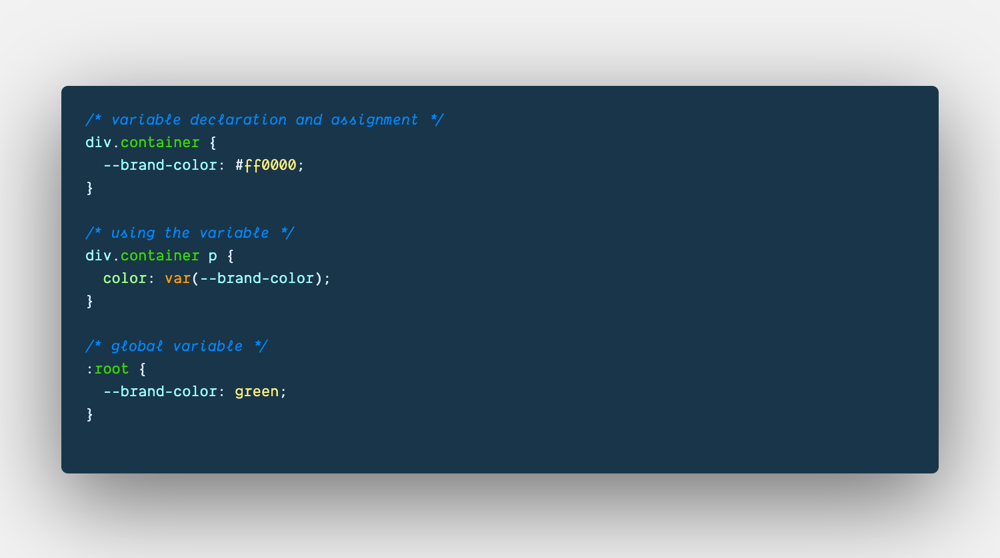 /* variable declaration and assignment */
div.container {
  --brand-color: #ff0000;
}

/* using the variable */
div.container p {
  color: var(--brand-color);
}

/* global variable */
:root {
  --brand-color: green;
}